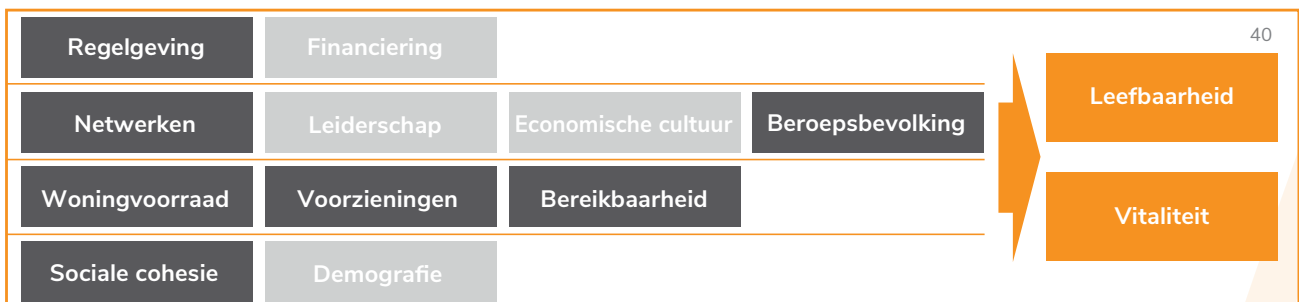 40
Regelgeving
Financiering
Netwerken
Leiderschap
Economische cultuur
Beroepsbevolking
Woningvoorraad
Voorzieningen
Bereikbaarheid
Sociale cohesie
Demografie
Leefbaarheid
Vitaliteit